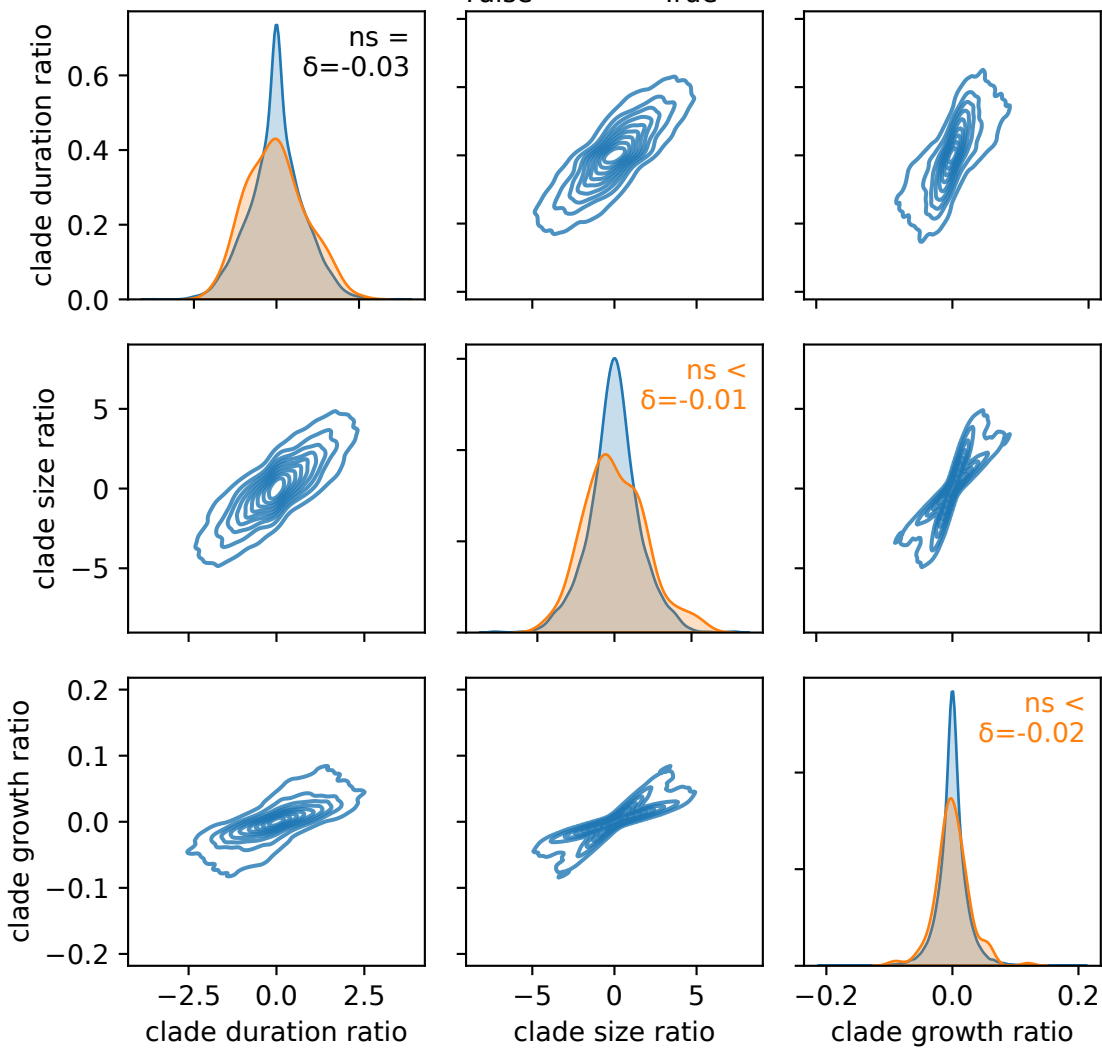 ns =
δ=-0.03
clade duration ratio
0.6
0.4
0.2
0.0
ns <
δ=-0.01
clade size ratio
5
0
−5
ns <
δ=-0.02
clade growth ratio
0.2
0.1
0.0
−0.1
−0.2
−2.5 0.0 2.5 −5 0 5 −0.2 0.0 0.2
clade duration ratio clade size ratio clade growth ratio